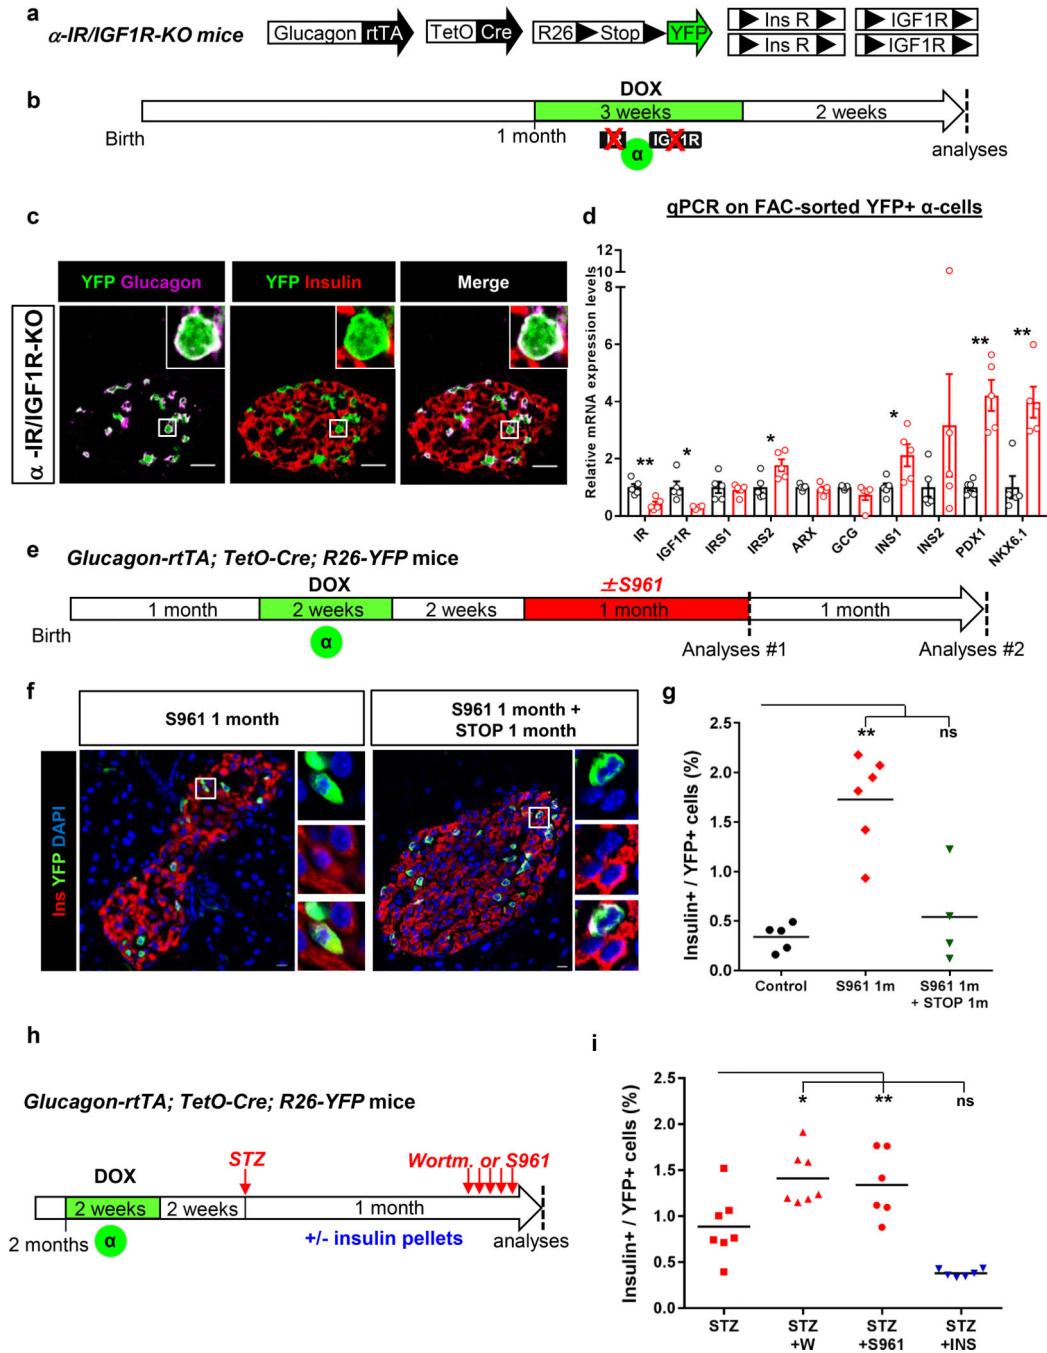 a
α-IR/IGF1R-KO mice
Glucagon rtTA
TetO Cre
R26 Stop YFP
Ins R
Ins R
IGF1R
IGF1R
b
DOX
3 weeks
2 weeks
Birth
1 month
IR
IGF1R
α
analyses
c
YFP Glucagon
YFP Insulin
Merge
α -IR/IGF1R-KO
d
qPCR on FAC-sorted YFP+ α-cells
Relative mRNA expression levels
12
10
8
6
4
2
0
**
*
*
*
**
**
IR
IGF1R
IRS1
IRS2
ARX
GCG
INS1
INS2
PDX1
NKX6.1
e
Glucagon-rtTA; TetO-Cre; R26-YFP mice
DOX
±S961
1 month
2 weeks
2 weeks
1 month
1 month
Birth
α
Analyses #1
Analyses #2
f
S961 1 month
S961 1 month +
STOP 1 month
Ins YFP DAPI
g
Insulin+ / YFP+ cells (%)
2.5
2.0
1.5
1.0
0.5
0.0
**
ns
Control
S961 1m
S961 1m
+ STOP 1m
h
Glucagon-rtTA; TetO-Cre; R26-YFP mice
DOX
STZ
Wortm. or S961
2 weeks
2 weeks
1 month
2 months
α
+/- insulin pellets
analyses
i
Insulin+ / YFP+ cells (%)
2.5
2.0
1.5
1.0
0.5
0.0
*
**
ns
STZ
STZ
+W
STZ
+S961
STZ
+INS